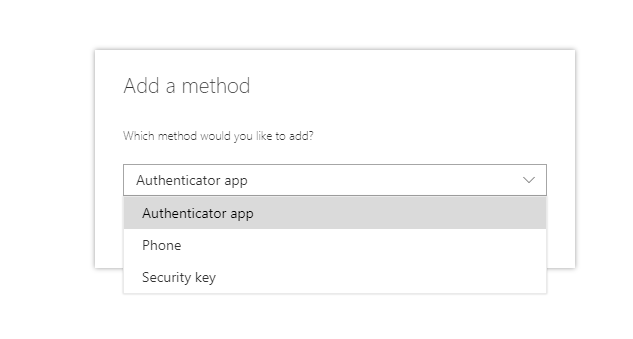 Add a method
Which method would you like to add?
Authenticator app
Authenticator app
Phone
Security key